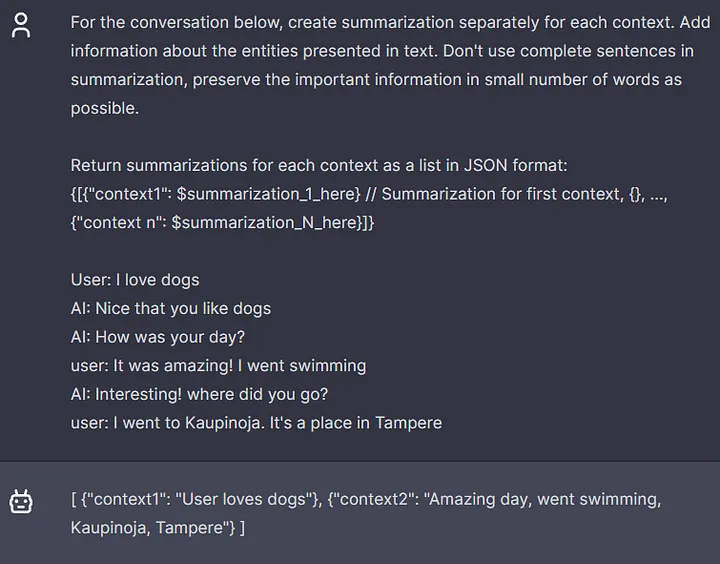 For the conversation below, create summarization separately for each context. Add
information about the entities presented in text. Don't use complete sentences in
summarization, preserve the important information in small number of words as
possible.
Return summarizations for each context as a list in JSON format:
{[{"context1": $summarization_1_here} // Summarization for first context, {}, ...,
{"context n": $summarization_N_here}]}
User: I love dogs
AI: Nice that you like dogs
AI: How was your day?
user: It was amazing! I went swimming
AI: Interesting! where did you go?
user: I went to Kaupinoja. It's a place in Tampere
[ {"context1": "User loves dogs"}, {"context2": "Amazing day, went swimming,
Kaupinoja, Tampere"} ]